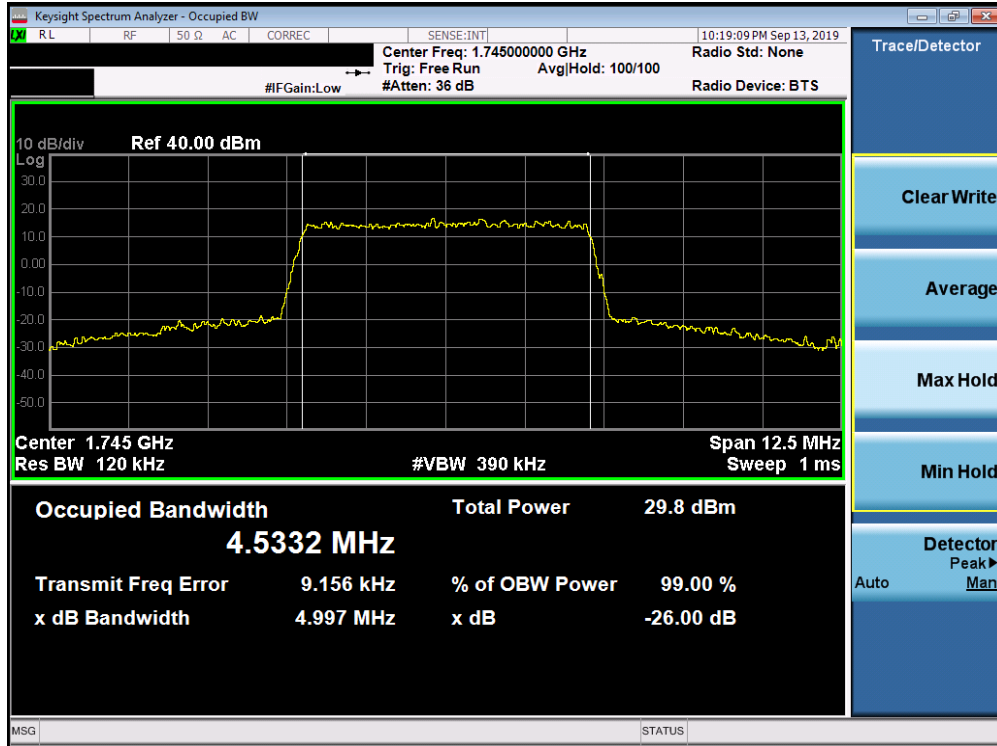 Keysight Spectrum Analyzer - Occupied BW
LXI RL RF 50 Ω AC CORREC SENSE:INT 10:19:09 PM Sep 13, 2019
Center Freq: 1.745000000 GHz Radio Std: None
Trig: Free Run Avg|Hold: 100/100
#IFGain:Low #Atten: 36 dB Radio Device: BTS
Trace/Detector
10 dB/div Ref 40.00 dBm
Log
30.0
20.0
10.0
0.00
-10.0
-20.0
-30.0
-40.0
-50.0
Center 1.745 GHz Span 12.5 MHz
Res BW 120 kHz #VBW 390 kHz Sweep 1 ms
Occupied Bandwidth Total Power 29.8 dBm
4.5332 MHz
Transmit Freq Error 9.156 kHz % of OBW Power 99.00 %
x dB Bandwidth 4.997 MHz x dB -26.00 dB
Clear Write
Average
Max Hold
Min Hold
Detector
Peak▶
Auto Man
MSG STATUS